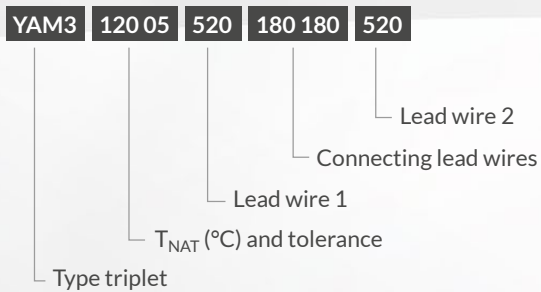 YAM3 120 05 520 180 180 520
Lead wire 2
Connecting lead wires
Lead wire 1
TNAT (°C) and tolerance
Type triplet